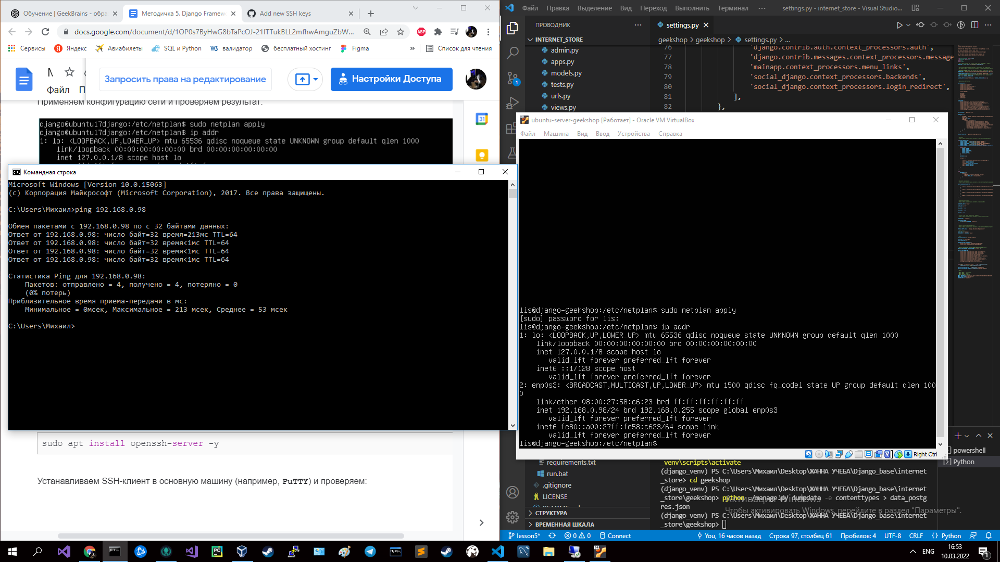 Обучение | GeekBrains - обра
Методичка 5. Django Framew
Add new SSH keys
docs.google.com/document/d/1OP0s7ByHwG8bTaPcOJ-21ITTukBLL2mfhwAmguZbW...
Сервисы
Яндекс
Авиабилеты
SQL и Python
валидатор
бесплатный хостинг
Figma
»
Список для чтения
Запросить права на редактирование
Настройки Доступа
Файл
Применяем конфигурацию сети и проверяем результат:
django@ubuntu17django:/etc/netplan$ sudo netplan apply
django@ubuntu17django:/etc/netplan$ ip addr
1: lo: <LOOPBACK,UP,LOWER_UP> mtu 65536 qdisc noqueue state UNKNOWN group default qlen 1000
link/loopback 00:00:00:00:00:00 brd 00:00:00:00:00:00
inet 127.0.0.1/8 scope host lo
Командная строка
Microsoft Windows [Version 10.0.15063]
(c) Корпорация Майкрософт (Microsoft Corporation), 2017. Все права защищены.
C:\Users\Михаил>ping 192.168.0.98
Обмен пакетами с 192.168.0.98 по с 32 байтами данных:
Ответ от 192.168.0.98: число байт=32 время=213мс TTL=64
Ответ от 192.168.0.98: число байт=32 время<1мс TTL=64
Ответ от 192.168.0.98: число байт=32 время<1мс TTL=64
Ответ от 192.168.0.98: число байт=32 время<1мс TTL=64
Статистика Ping для 192.168.0.98:
Пакетов: отправлено = 4, получено = 4, потеряно = 0
(0% потерь)
Приблизительное время приема-передачи в мс:
Минимальное = 0мсек, Максимальное = 213 мсек, Среднее = 53 мсек
C:\Users\Михаил>
sudo apt install openssh-server -y
Устанавливаем SSH-клиент в основную машину (например, PuTTY) и проверяем:
Файл Правка Выделение Вид Переход Выполнить Терминал ··· settings.py - internet_store - Visual Studio...
ПРОВОДНИК
settings.py
INTERNET_STORE
geekshop > geekshop > settings.py > ...
admin.py
apps.py
models.py
tests.py
urls.py
views.py
76 'django.contrib.auth.context_processors.auth',
77 'django.contrib.messages.context_processors.message
78 'mainapp.context_processors.menu_links',
79 'social_django.context_processors.backends',
80 'social_django.context_processors.login_redirect',
81 ],
82 },
ubuntu-server-geekshop [Работает] - Oracle VM VirtualBox
Файл Машина Вид Ввод Устройства Справка
lis@django-geekshop:/etc/netplan$ sudo netplan apply
[sudo] password for lis:
lis@django-geekshop:/etc/netplan$ ip addr
1: lo: <LOOPBACK,UP,LOWER_UP> mtu 65536 qdisc noqueue state UNKNOWN group default qlen 1000
link/loopback 00:00:00:00:00:00 brd 00:00:00:00:00:00
inet 127.0.0.1/8 scope host lo
valid_lft forever preferred_lft forever
inet6 ::1/128 scope host
valid_lft forever preferred_lft forever
2: enp0s3: <BROADCAST,MULTICAST,UP,LOWER_UP> mtu 1500 qdisc fq_codel state UP group default qlen 100
0
link/ether 08:00:27:58:c6:23 brd ff:ff:ff:ff:ff:ff
inet 192.168.0.98/24 brd 192.168.0.255 scope global enp0s3
valid_lft forever preferred_lft forever
inet6 fe80::a00:27ff:fe58:c623/64 scope link
valid_lft forever preferred_lft forever
lis@django-geekshop:/etc/netplan$
Right Ctrl
powershell
Python
requirements.txt
run.bat
.gitignore
LICENSE
СТРУКТУРА
ВРЕМЕННАЯ ШКАЛА
_venv\scripts\activate
(django_venv) PS C:\Users\Михаил\Desktop\ЖАННА УЧЕБА\Django_base\internet
_store> cd geekshop
(django_venv) PS C:\Users\Михаил\Desktop\ЖАННА УЧЕБА\Django_base\internet
_store\geekshop> python ./manage.py dumpdata -e contenttypes > data_postg
res.json
(django_venv) PS C:\Users\Михаил\Desktop\ЖАННА УЧЕБА\Django_base\internet
_store\geekshop>
Активация Windows
Чтобы активировать Windows, перейдите в раздел "Параметры".
lesson5* 0 0 Connect You, 16 часов назад Строка 97, столбец 61 Пробелов: 4 UTF-8 CRLF Python
ENG
16:53
10.03.2022